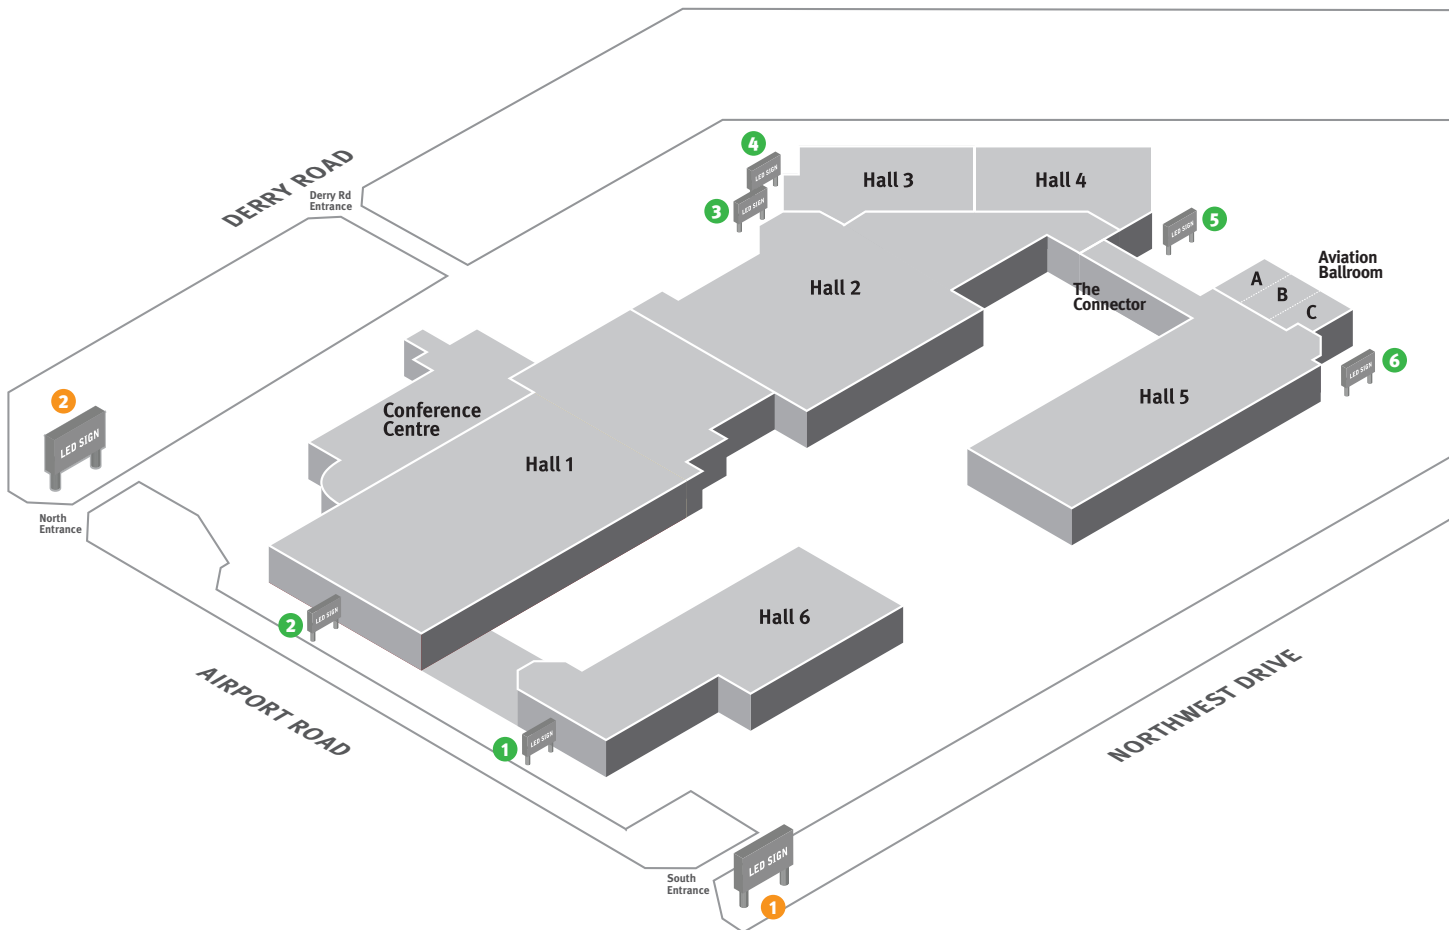 4
LED SIGN
3
LED SIGN
Hall 3
Hall 4
DERRY ROAD
Derry Rd
Entrance
5
LED SIGN
Aviation
Ballroom
A
B
C
Hall 2
The
Connector
6
LED SIGN
2
LED SIGN
Conference
Centre
Hall 5
Hall 1
North
Entrance
2
LED SIGN
Hall 6
AIRPORT ROAD
NORTHWEST DRIVE
1
LED SIGN
South
Entrance
LED SIGN
1